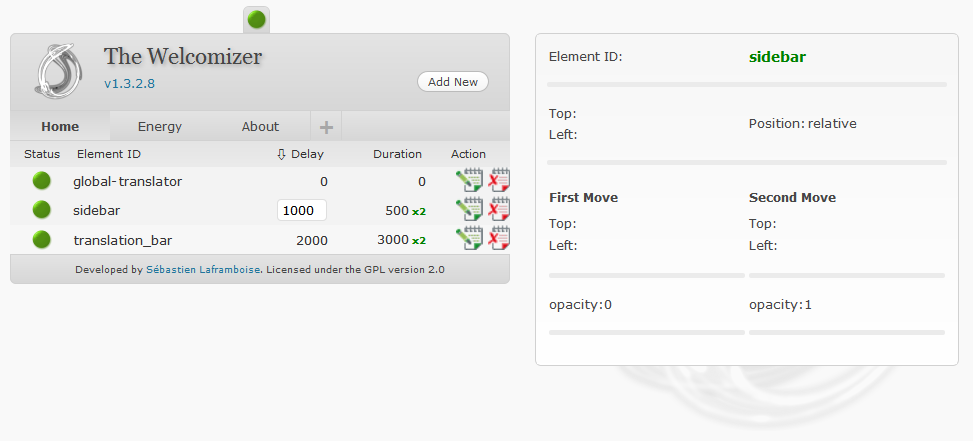 The Welcomizer
v1.3.2.8
Add New
Home Energy About +
Status Element ID ⇩ Delay Duration Action
global-translator 0 0
sidebar 1000 500 x2
translation_bar 2000 3000 x2
Developed by Sébastien Laframboise. Licensed under the GPL version 2.0
Element ID: sidebar
Top:
Left:
Position: relative
First Move Second Move
Top: Top:
Left: Left:
opacity:0 opacity:1